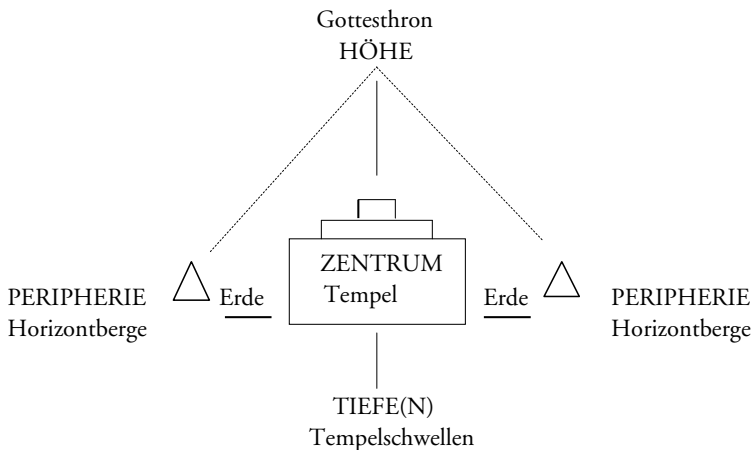 Gottesthron
HÖHE
ZENTRUM
Tempel
PERIPHERIE
Horizontberge
Erde
Erde
PERIPHERIE
Horizontberge
TIEFE(N)
Tempelschwellen